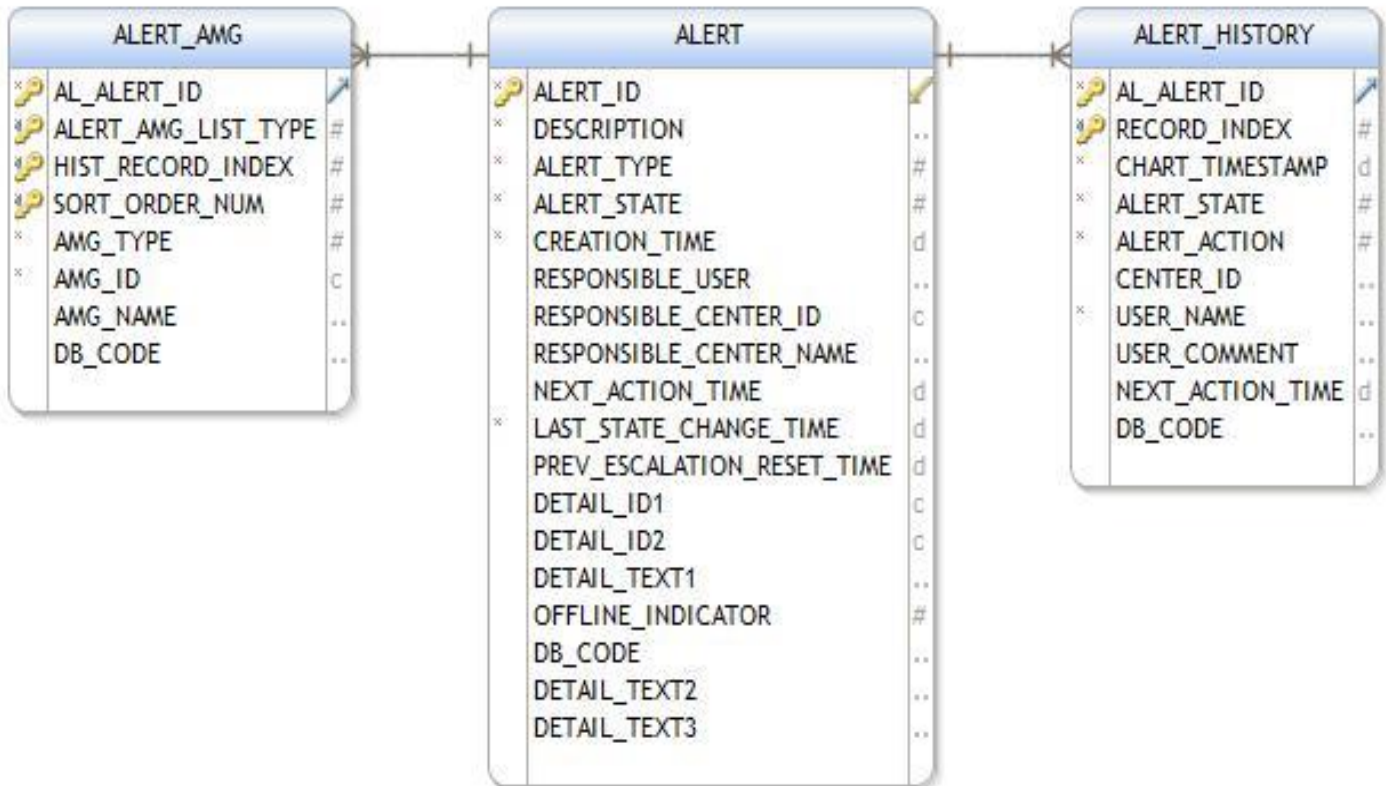 ALERT_AMG
AL_ALERT_ID
ALERT_AMG_LIST_TYPE #
HIST_RECORD_INDEX #
SORT_ORDER_NUM #
* AMG_TYPE #
* AMG_ID c
AMG_NAME ..
DB_CODE ..
ALERT
ALERT_ID
* DESCRIPTION ..
* ALERT_TYPE #
* ALERT_STATE #
* CREATION_TIME d
RESPONSIBLE_USER ..
RESPONSIBLE_CENTER_ID c
RESPONSIBLE_CENTER_NAME ..
NEXT_ACTION_TIME d
* LAST_STATE_CHANGE_TIME d
PREV_ESCALATION_RESET_TIME d
DETAIL_ID1 c
DETAIL_ID2 c
DETAIL_TEXT1 ..
OFFLINE_INDICATOR #
DB_CODE ..
DETAIL_TEXT2 ..
DETAIL_TEXT3 ..
ALERT_HISTORY
AL_ALERT_ID
RECORD_INDEX #
* CHART_TIMESTAMP d
* ALERT_STATE #
* ALERT_ACTION #
CENTER_ID c
* USER_NAME ..
USER_COMMENT ..
NEXT_ACTION_TIME d
DB_CODE ..